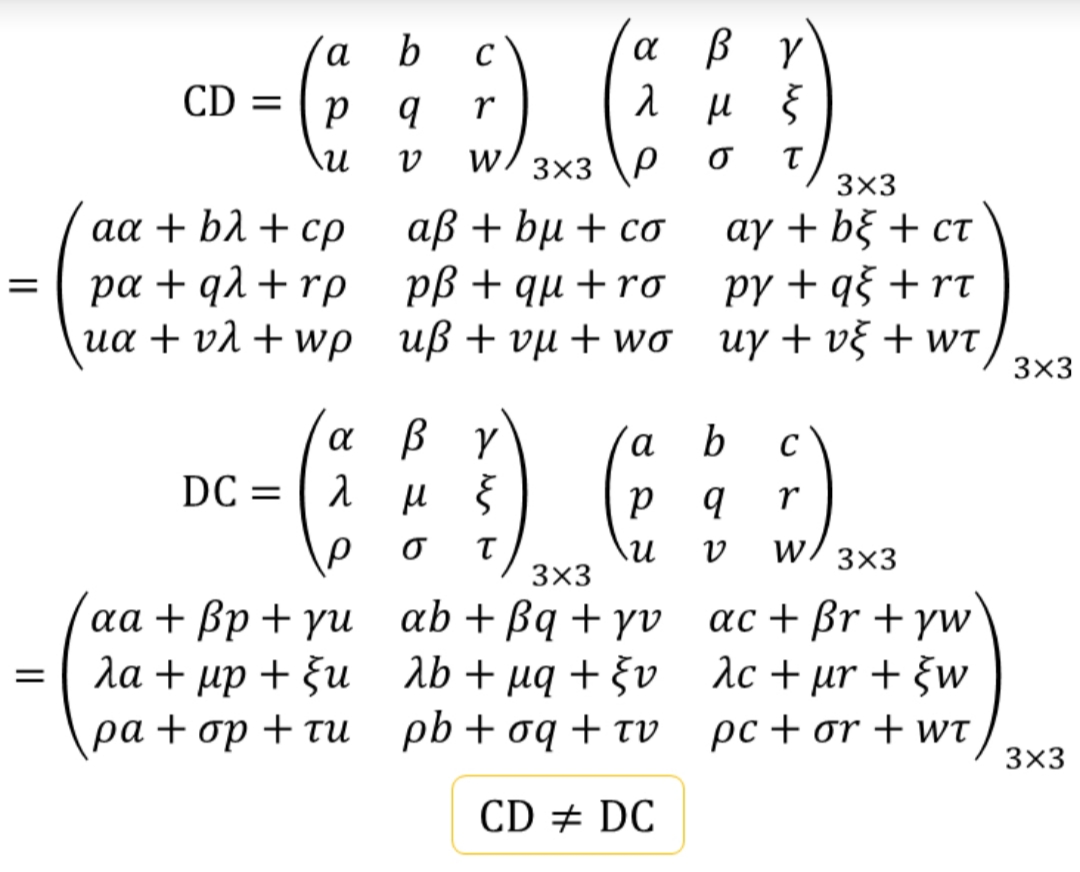 CD = (a b c; p q r; u v w)₃×₃ (α β γ; λ μ ξ; ρ σ τ)₃×₃
= (aα + bλ + cρ aβ + bμ + cσ aγ + bξ + cτ
pα + qλ + rρ pβ + qμ + rσ pγ + qξ + rτ
uα + vλ + wρ uβ + vμ + wσ uγ + vξ + wτ)₃×₃
DC = (α β γ; λ μ ξ; ρ σ τ)₃×₃ (a b c; p q r; u v w)₃×₃
= (αa + βp + γu αb + βq + γv αc + βr + γw
λa + μp + ξu λb + μq + ξv λc + μr + ξw
ρa + σp + τu ρb + σq + τv ρc + σr + wτ)₃×₃
CD ≠ DC